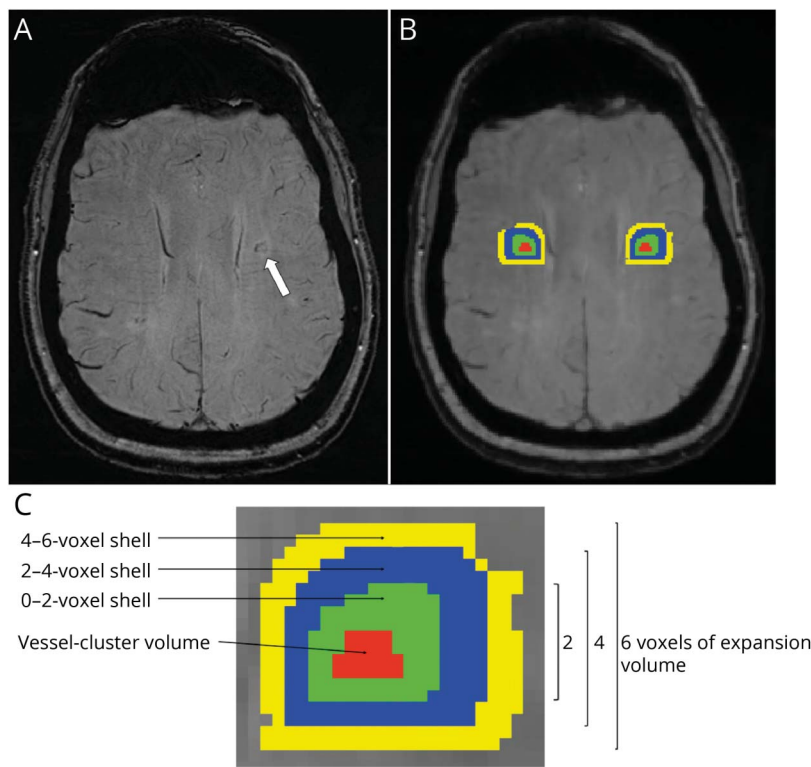 A
B
C
4–6-voxel shell
2–4-voxel shell
0–2-voxel shell
Vessel-cluster volume
2
4
6 voxels of expansion
volume